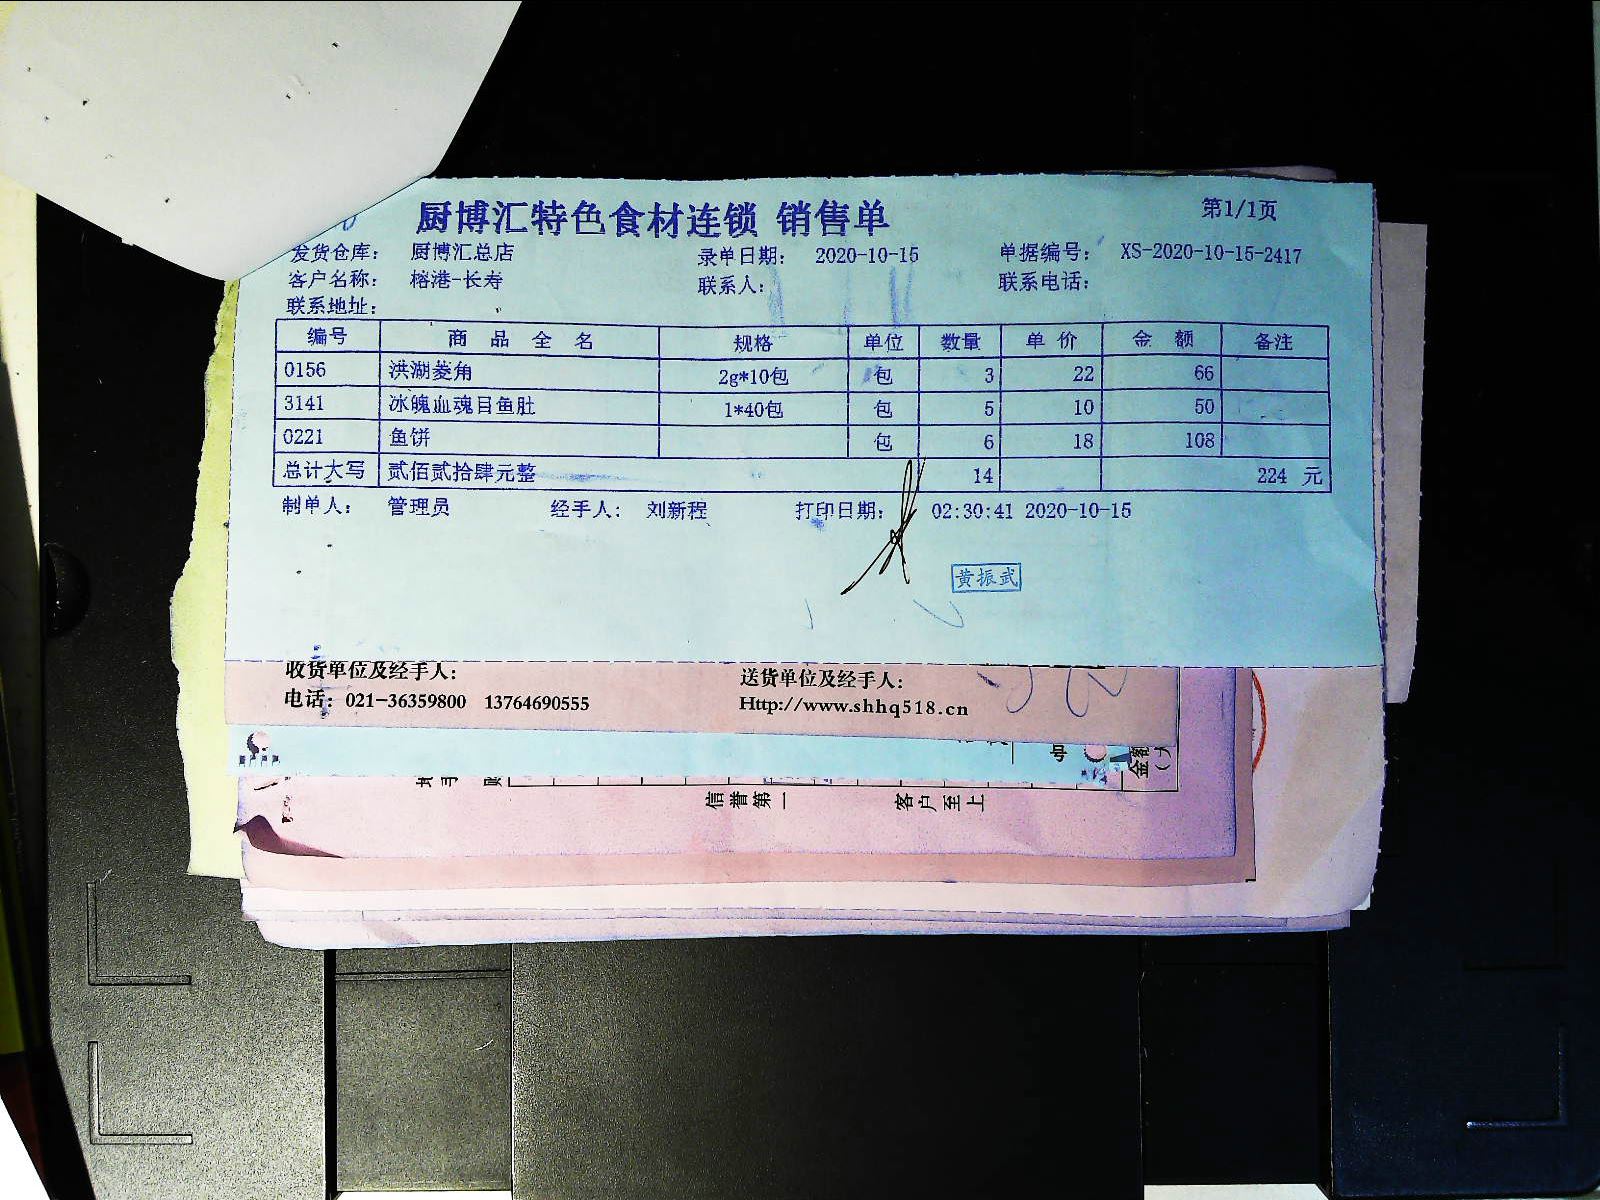 厨博汇特色食材连锁 销售单
第1/1页
发货仓库： 厨博汇总店 录单日期： 2020-10-15 单据编号： XS-2020-10-15-2417
客户名称： 榕港-长寿 联系人： 联系电话：
联系地址：
编号 商品全名 规格 单位 数量 单价 金额 备注
0156 洪湖菱角 2g*10包 包 3 22 66
3141 冰魄血魂目鱼肚 1*40包 包 5 10 50
0221 鱼饼 包 6 18 108
总计大写 贰佰贰拾肆元整 14 224 元
制单人： 管理员 经手人： 刘新程 打印日期： 02:30:41 2020-10-15
黄振武
收货单位及经手人： 送货单位及经手人：
电话：021-36359800 13764690555 Http://www.shhq518.cn
信誉第一 客户至上